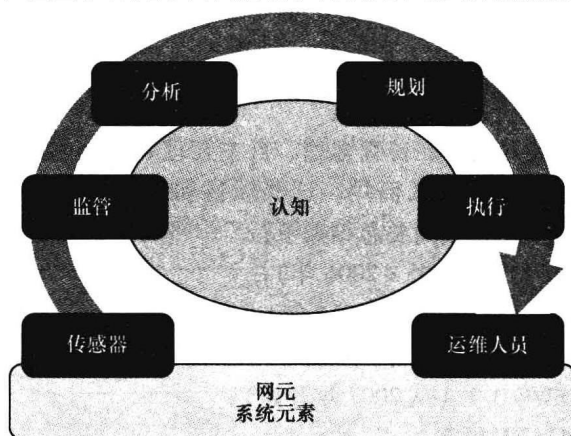 分析
规划
监管
认知
执行
传感器
运维人员
网元
系统元素